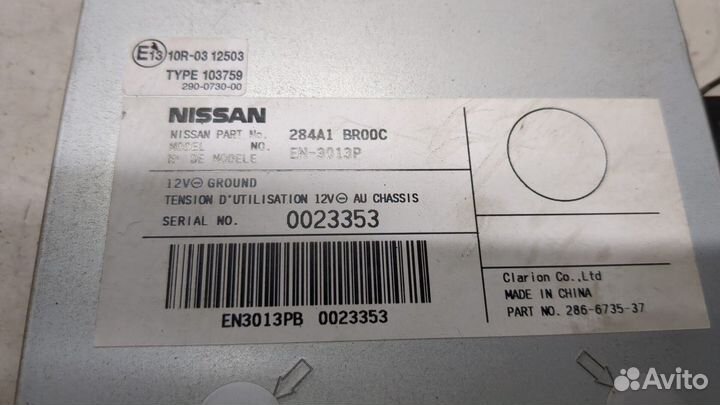 E13 10R-03 12503
TYPE 103759
290-0730-00
NISSAN
NISSAN PART No. 284A1 BR00C
MODEL NO. EN-3013P
N° DE MODELE
12V⊖ GROUND
TENSION D'UTILISATION 12V⊖ AU CHASSIS
SERIAL NO. 0023353
EN3013PB 0023353
Clarion Co.,Ltd
MADE IN CHINA
PART NO. 286-6735-37
Avito